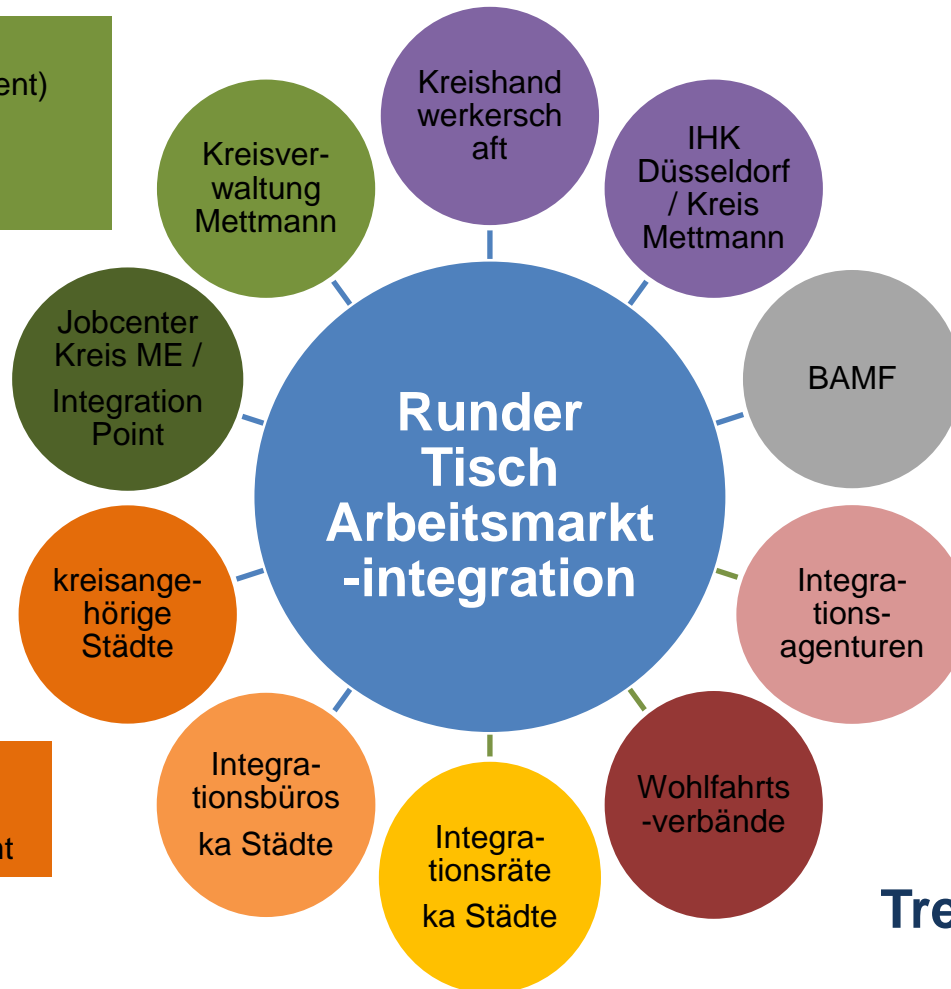 ent)
Kreishand
werkersch
aft
IHK
Düsseldorf
/ Kreis
Mettmann
BAMF
Integra-
tions-
agenturen
Wohlfahrts
-verbände
Integra-
tionsräte
ka Städte
Integra-
tionsbüros
ka Städte
kreisange-
hörige
Städte
Jobcenter
Kreis ME /
Integration
Point
Kreisver-
waltung
Mettmann
Runder
Tisch
Arbeitsmarkt
-integration
nt
Tre